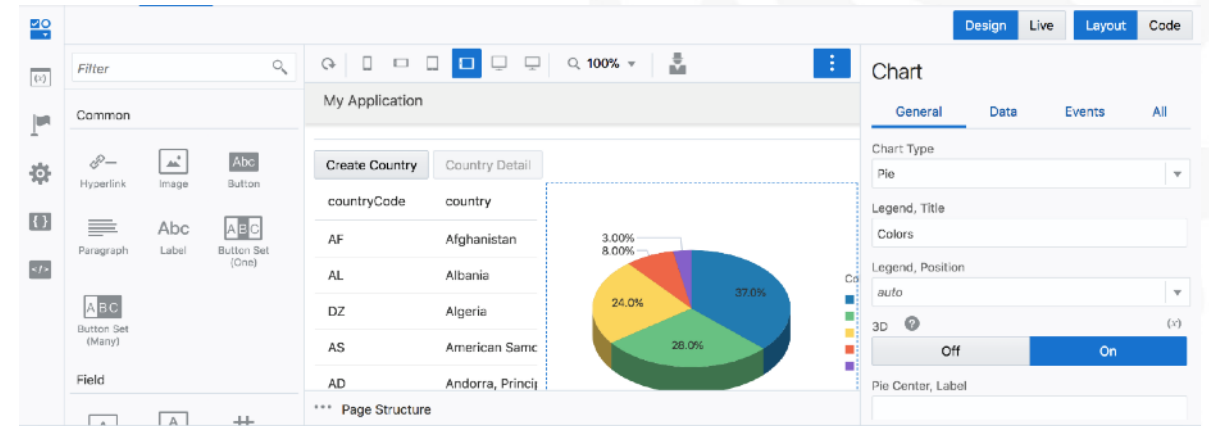 Design Live Layout Code
Filter
100%
Chart
My Application
General Data Events All
Common
Chart Type
Abc
Create Country Country Detail
Hyperlink Image Button
Pie
countryCode country
Legend, Title
Abc A B C
Colors
AF Afghanistan
3.00%
Paragraph Label Button Set
(One)
8.00%
Legend, Position
AL Albania
Co
auto
37.0%
24.0%
A B C
DZ Algeria
3D ? (x)
Button Set
(Many)
28.0%
AS American Samc
Off On
Field
AD Andorra, Princip
Pie Center, Label
A A
Page Structure